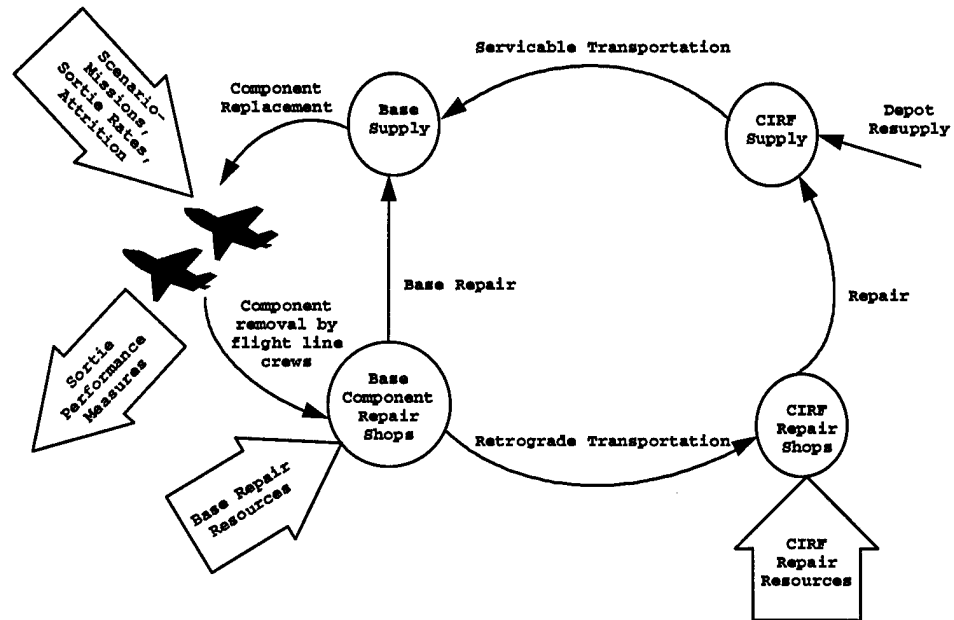 Scenario-
Missions,
Sortie Rates,
Attrition
Component
Replacement
Base
Supply
Servicable Transportation
CIRF
Supply
Depot
Resupply
Base Repair
Repair
Component
removal by
flight line
crews
Sortie
Performance
Measures
Base
Component
Repair
Shops
Retrograde Transportation
CIRF
Repair
Shops
Base Repair
Resources
CIRF
Repair
Resources